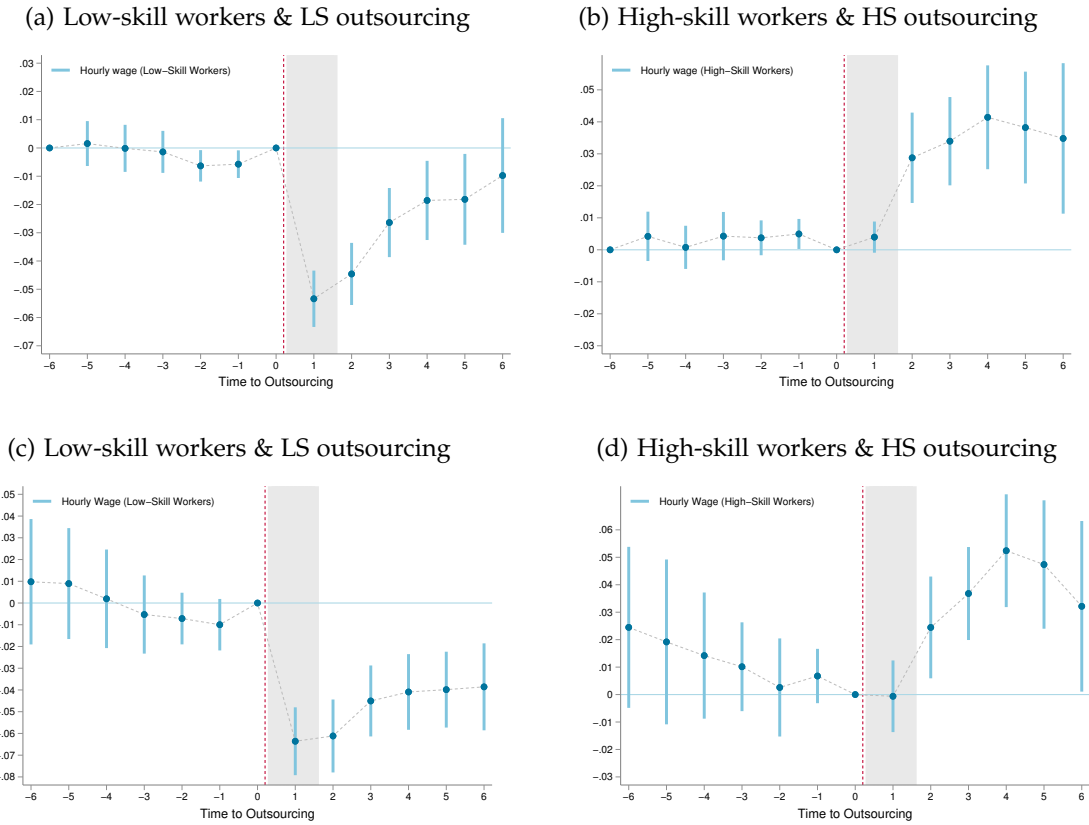 (a) Low-skill workers & LS outsourcing
Hourly wage (Low−Skill Workers)
.03
.02
.01
0
−.01
−.02
−.03
−.04
−.05
−.06
−.07
−6 −5 −4 −3 −2 −1 0 1 2 3 4 5 6
Time to Outsourcing
(b) High-skill workers & HS outsourcing
Hourly wage (High−Skill Workers)
.05
.04
.03
.02
.01
0
−.01
−.02
−.03
−6 −5 −4 −3 −2 −1 0 1 2 3 4 5 6
Time to Outsourcing
(c) Low-skill workers & LS outsourcing
Hourly Wage (Low−Skill Workers)
.05
.04
.03
.02
.01
0
.01
.02
.03
.04
.05
.06
.07
.08
−6 −5 −4 −3 −2 −1 0 1 2 3 4 5 6
Time to Outsourcing
(d) High-skill workers & HS outsourcing
Hourly Wage (High−Skill Workers)
.06
.05
.04
.03
.02
.01
0
−.01
−.02
−.03
−6 −5 −4 −3 −2 −1 0 1 2 3 4 5 6
Time to Outsourcing